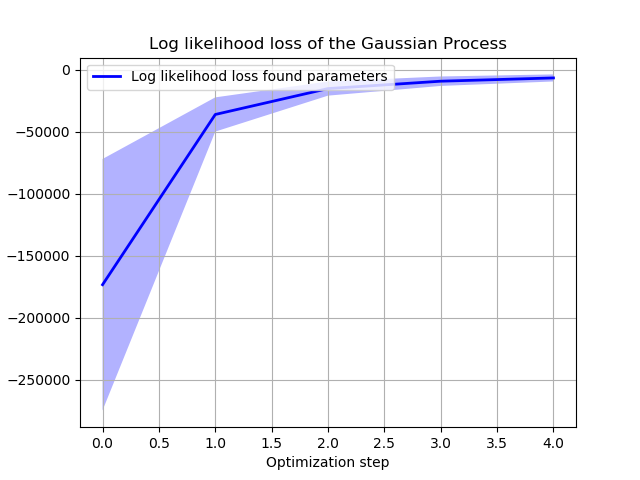 Log likelihood loss of the Gaussian Process
Log likelihood loss found parameters
0
−50000
−100000
−150000
−200000
−250000
0.0 0.5 1.0 1.5 2.0 2.5 3.0 3.5 4.0
Optimization step